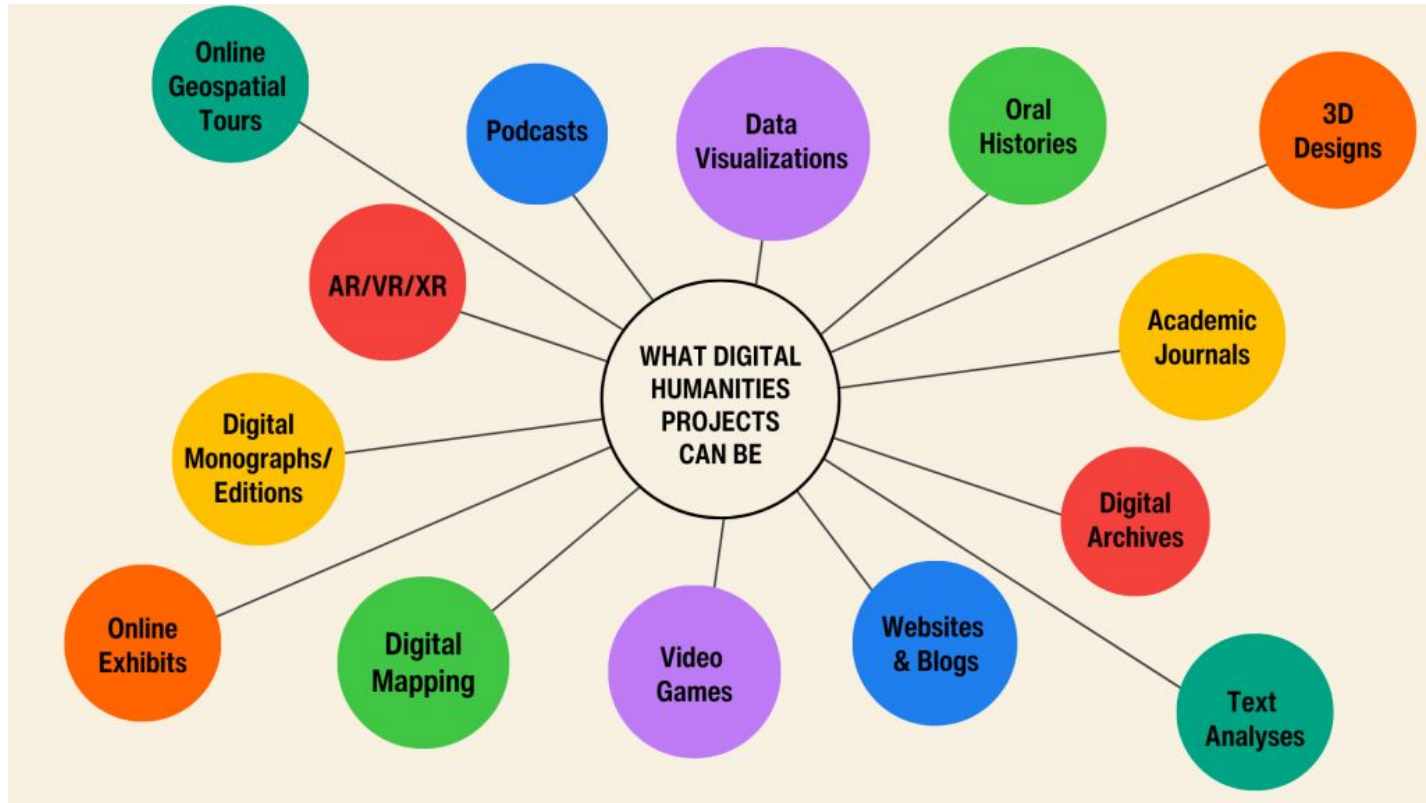 Online
Geospatial
Tours
Podcasts
Data
Visualizations
Oral
Histories
3D
Designs
AR/VR/XR
WHAT DIGITAL
HUMANITIES
PROJECTS
CAN BE
Academic
Journals
Digital
Monographs/
Editions
Digital
Archives
Online
Exhibits
Digital
Mapping
Video
Games
Websites
& Blogs
Text
Analyses